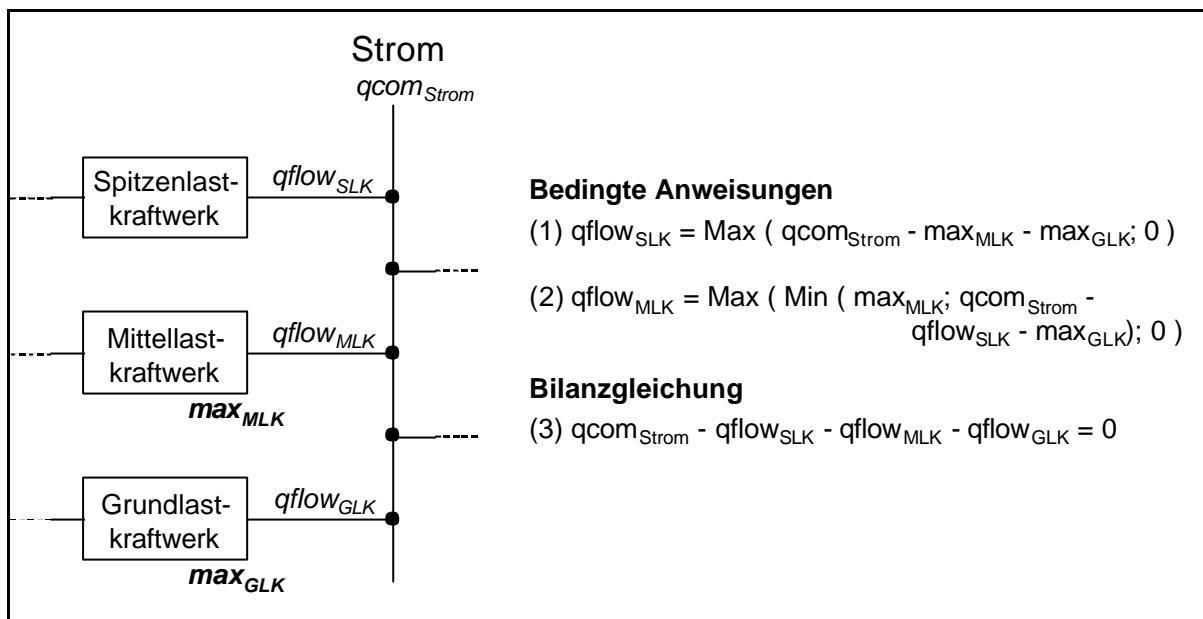 Strom
qcom_Strom
Spitzenlast-
kraftwerk
qflow_SLK
Mittellast-
kraftwerk
qflow_MLK
max_MLK
Grundlast-
kraftwerk
qflow_GLK
max_GLK
Bedingte Anweisungen
(1) qflow_SLK = Max ( qcom_Strom - max_MLK - max_GLK; 0 )
(2) qflow_MLK = Max ( Min ( max_MLK; qcom_Strom -
qflow_SLK - max_GLK); 0 )
Bilanzgleichung
(3) qcom_Strom - qflow_SLK - qflow_MLK - qflow_GLK = 0